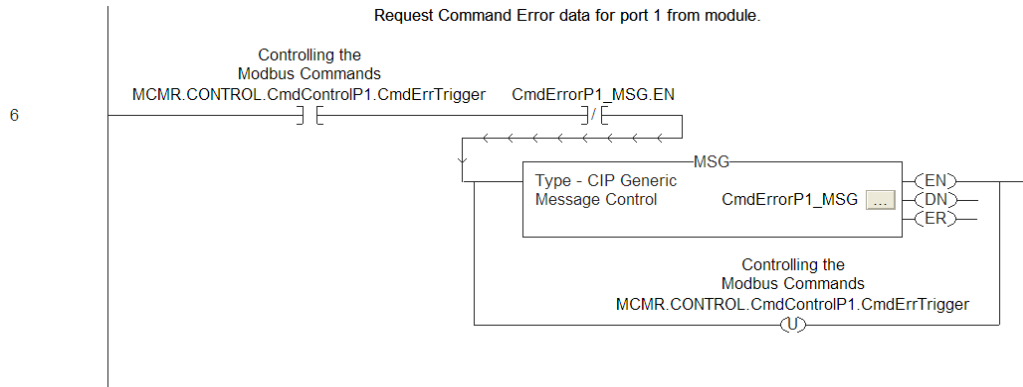 Request Command Error data for port 1 from module.
Controlling the
Modbus Commands
MCMR.CONTROL.CmdControlP1.CmdErrTrigger
CmdErrorP1_MSG.EN
6
/
MSG
Type - CIP Generic
Message Control
CmdErrorP1_MSG
...
EN
DN
ER
Controlling the
Modbus Commands
MCMR.CONTROL.CmdControlP1.CmdErrTrigger
U